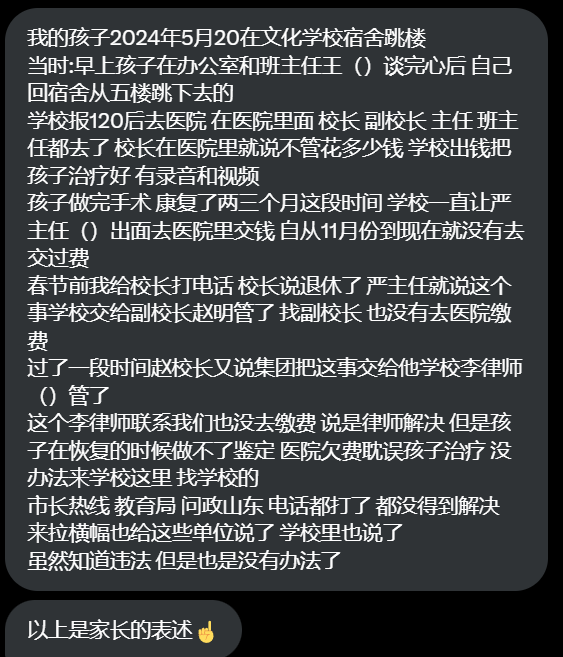 我的孩子2024年5月20在文化学校宿舍跳楼
当时:早上孩子在办公室和班主任王（）谈完心后 自己
回宿舍从五楼跳下去的
学校报120后去医院 在医院里面 校长 副校长 主任 班主
任都去了 校长在医院里就说不管花多少钱 学校出钱把
孩子治疗好 有录音和视频
孩子做完手术 康复了两三个月这段时间 学校一直让严
主任（）出面去医院里交钱 自从11月份到现在就没有去
交过费
春节前我给校长打电话 校长说退休了 严主任就说这个
事学校交给副校长赵明管了 找副校长 也没有去医院缴
费
过了一段时间赵校长又说集团把这事交给他学校李律师
（）管了
这个李律师联系我们也没去缴费 说是律师解决 但是孩
子在恢复的时候做不了鉴定 医院欠费耽误孩子治疗 没
办法来学校这里 找学校的
市长热线 教育局 问政山东 电话都打了 都没得到解决
来拉横幅也给这些单位说了 学校里也说了
虽然知道违法 但是也是没有办法了
以上是家长的表述☝️